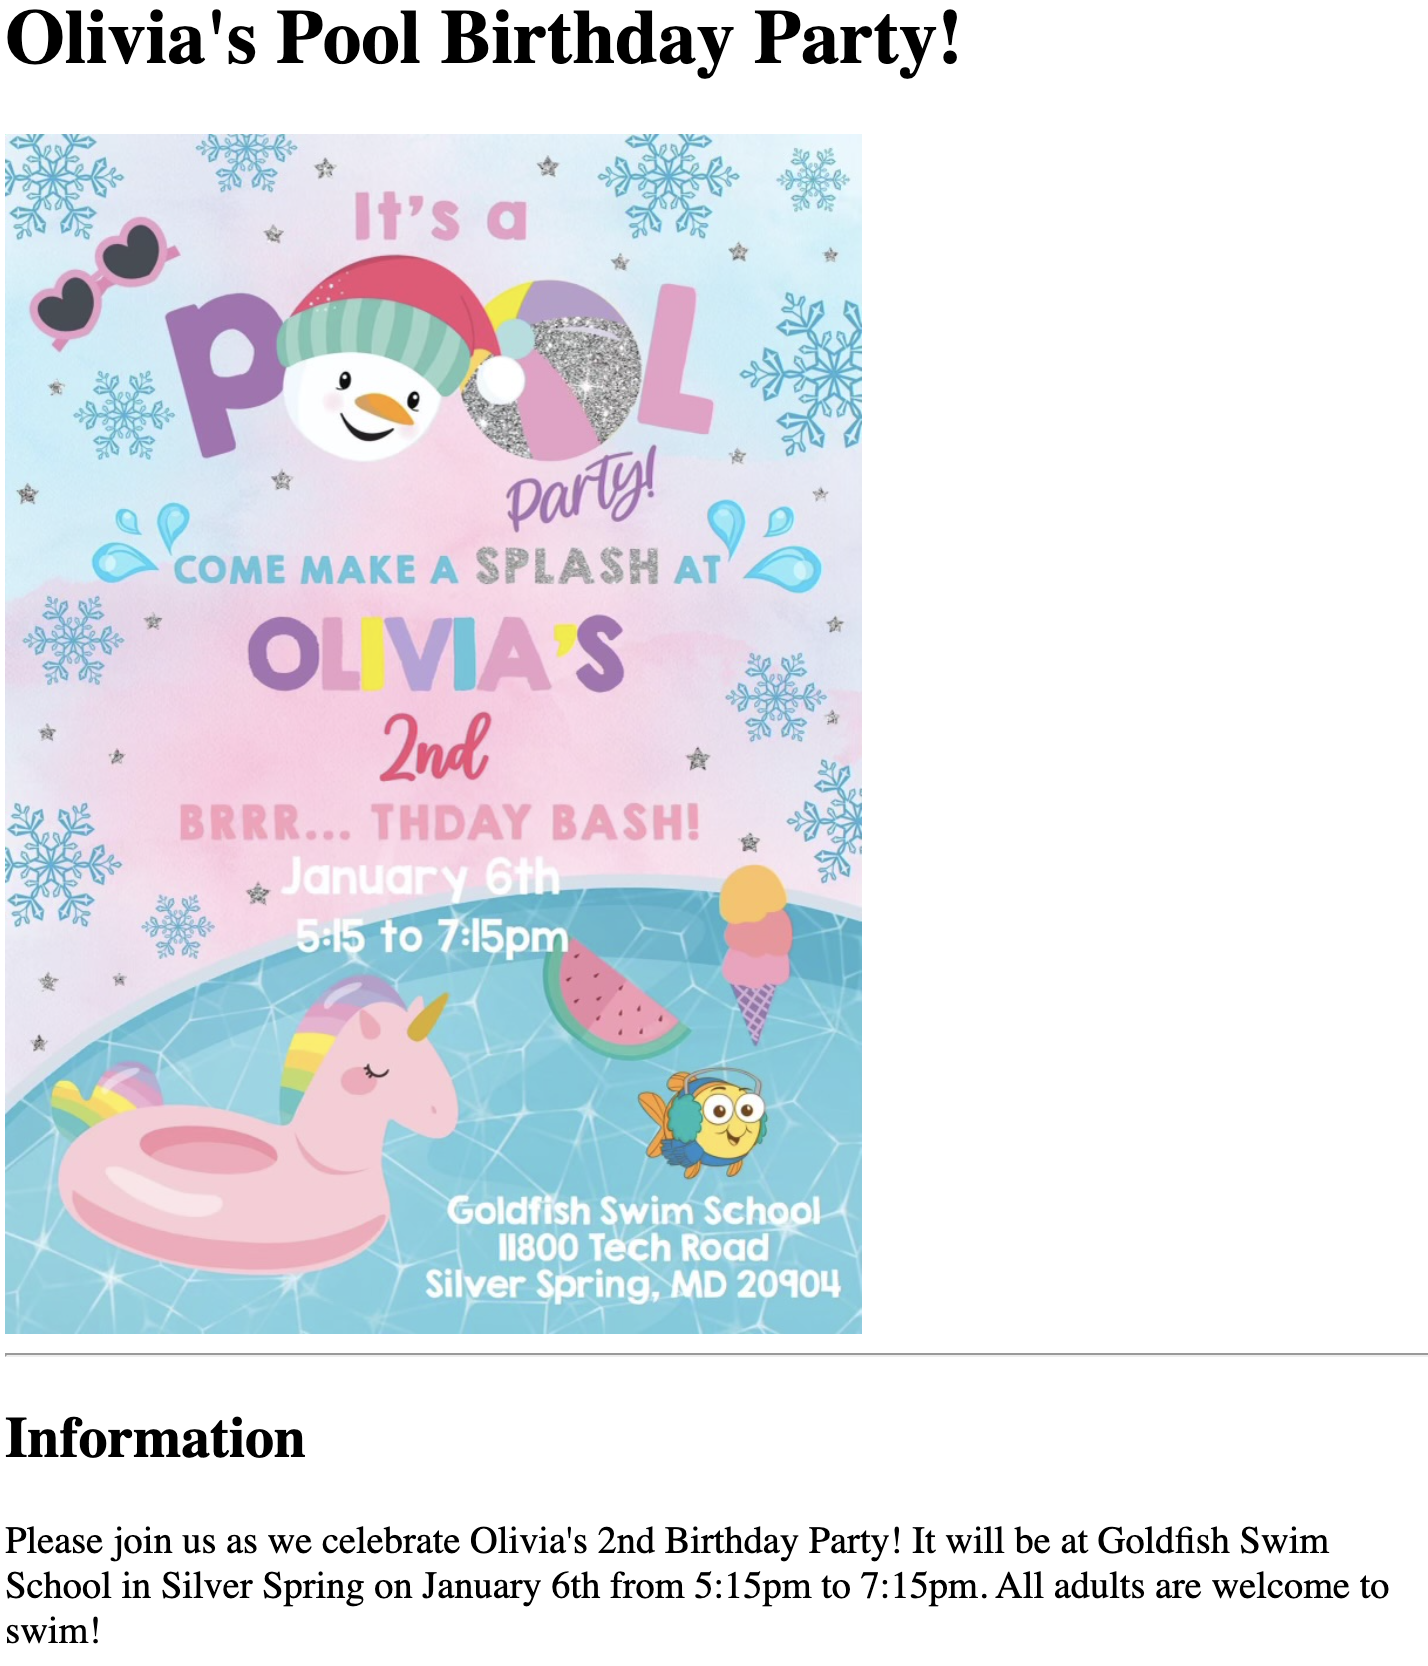 Olivia's Pool Birthday Party!
It's a
POOL
Party!
COME MAKE A SPLASH AT
OLIVIA'S
2nd
BRRR... THDAY BASH!
January 6th
5:15 to 7:15pm
Goldfish Swim School
11800 Tech Road
Silver Spring, MD 20904
Information
Please join us as we celebrate Olivia's 2nd Birthday Party! It will be at Goldfish Swim
School in Silver Spring on January 6th from 5:15pm to 7:15pm. All adults are welcome to
swim!